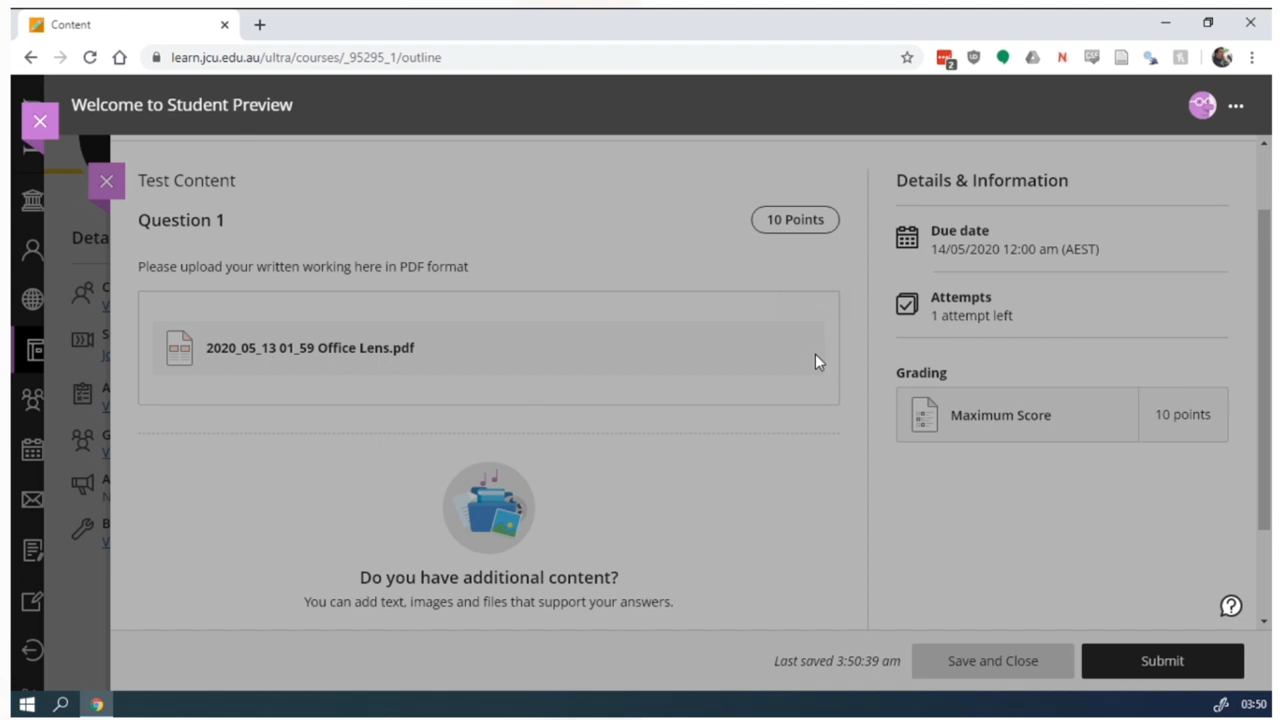 Content
learn.jcu.edu.au/ultra/courses/_95295_1/outline
2
N
Welcome to Student Preview
Test Content
Question 1
10 Points
Please upload your written working here in PDF format
2020_05_13 01_59 Office Lens.pdf
Do you have additional content?
You can add text, images and files that support your answers.
Details & Information
Due date
14/05/2020 12:00 am (AEST)
Attempts
1 attempt left
Grading
Maximum Score
10 points
Deta
C
V
S
Jo
A
V
G
V
A
N
B
V
Last saved 3:50:39 am
Save and Close
Submit
03:50